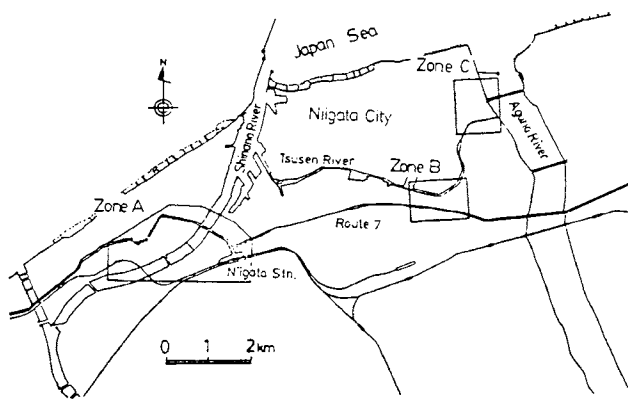 Japan Sea
Zone C
N
Niigata City
Shinano River
Agano River
Tsusen River
Zone B
Zone A
Route 7
Niigata Stn.
0 1 2km